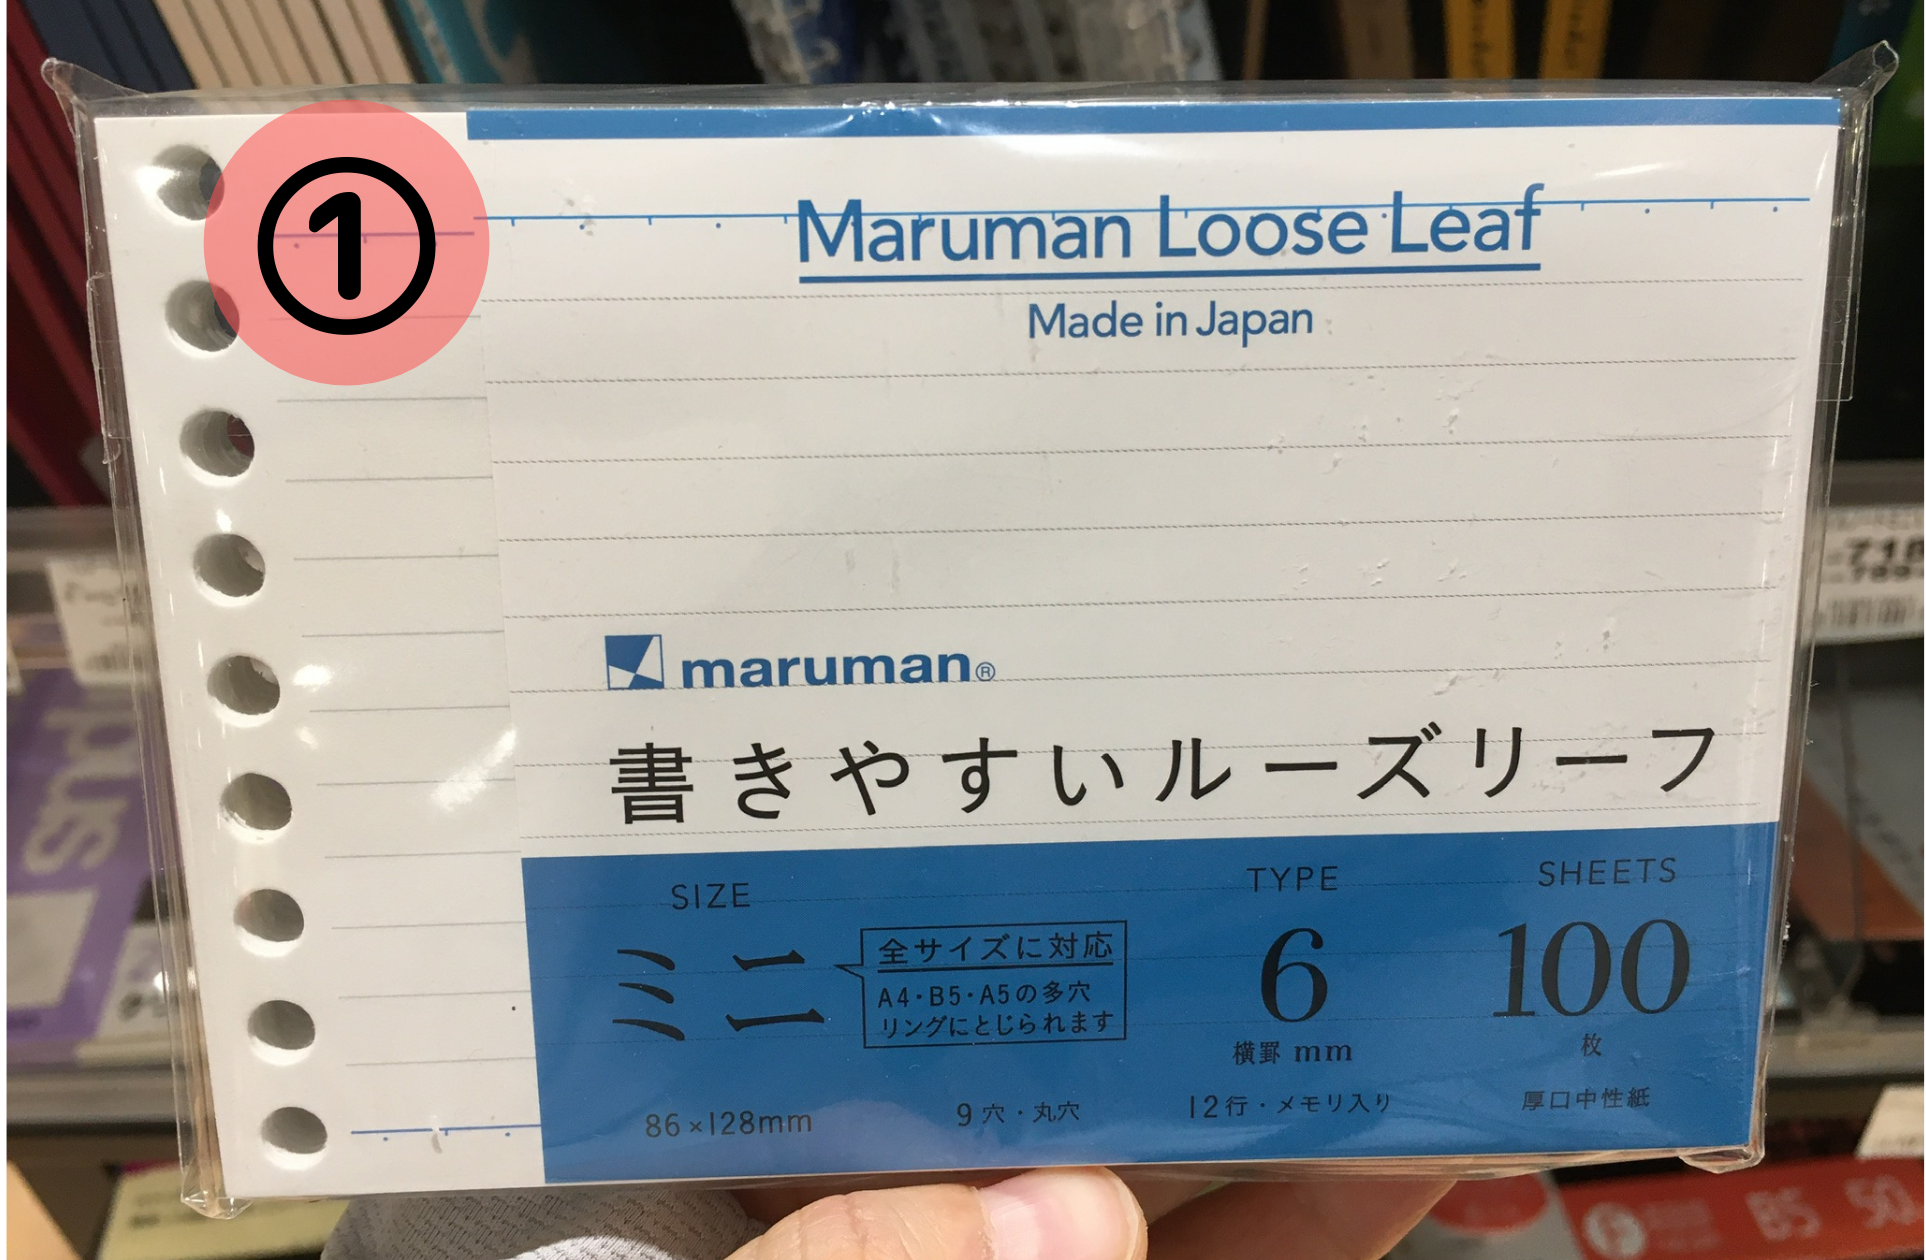 ①
Maruman Loose Leaf
Made in Japan
maruman®
書きやすいルーズリーフ
SIZE
ミニ
全サイズに対応
A4・B5・A5の多穴
リングにとじられます
86×128mm
9穴・丸穴
TYPE
6
横罫 mm
12行・メモリ入り
SHEETS
100
枚
厚口中性紙
718
B5 50